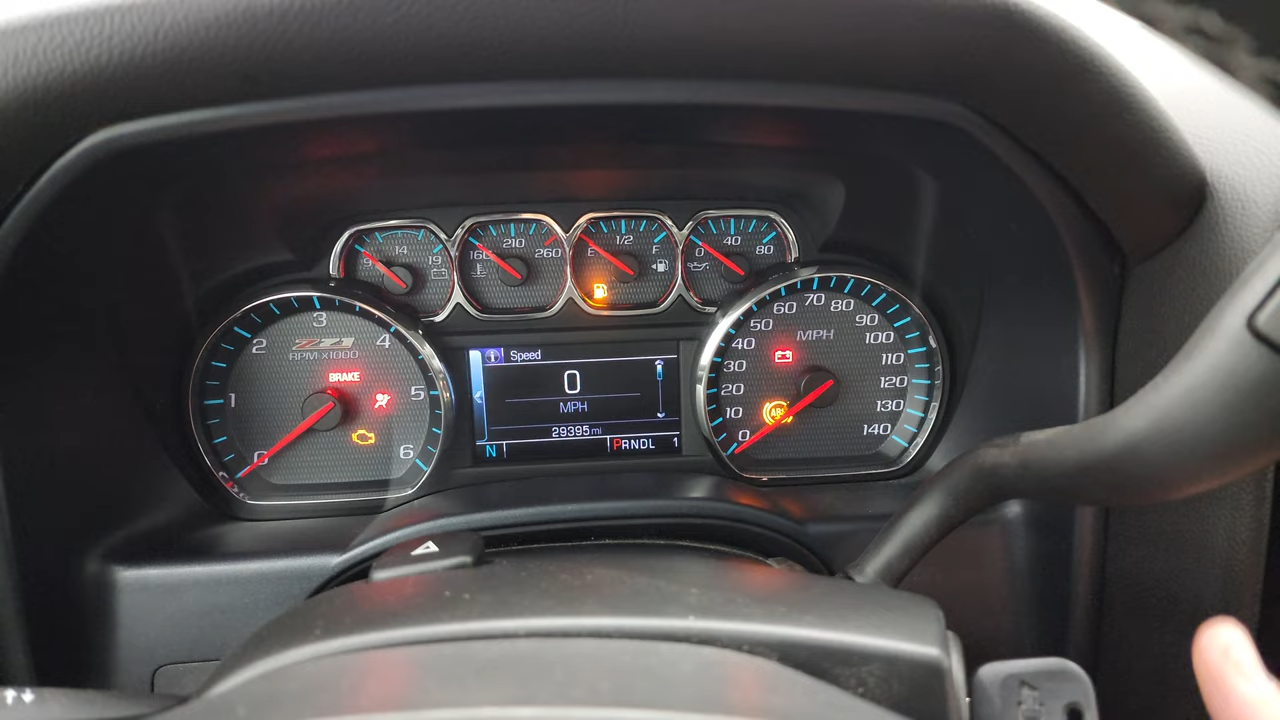 9 14 19
160 210 260
E 1/2 F
0 40 80
0 1 2 3 4 5 6
Z71
RPM X1000
BRAKE
i Speed
0
MPH
29395 mi
N PRNDL 1
0 10 20 30 40 50 60 70 80 90 100 110 120 130 140
MPH
ABS